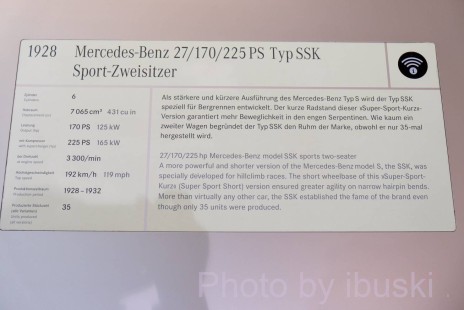 1928 Mercedes-Benz 27/170/225 PS Typ SSK
Sport-Zweisitzer
6
7 065 cm³ 431 cu in
170 PS 125 kW
225 PS 165 kW
3 300/min
192 km/h 119 mph
1928 – 1932
35
Als stärkere und kürzere Ausführung des Mercedes-Benz Typ S wird der Typ SSK
speziell für Bergrennen entwickelt. Der kurze Radstand dieser »Super-Sport-Kurz«
Version garantiert mehr Beweglichkeit in den engen Serpentinen. Wie kaum ein
zweiter Wagen begründet der Typ SSK den Ruhm der Marke, obwohl er nur 35-mal
hergestellt wird.
27/170/225 hp Mercedes-Benz model SSK sports two-seater
A more powerful and shorter version of the Mercedes-Benz model S, the SSK, was
specially developed for hillclimb races. The short wheelbase of this »Super-Sport-
Kurz« (Super Sport Short) version ensured greater agility on narrow hairpin bends.
More than virtually any other car, the SSK established the fame of the brand even
though only 35 units were produced.
Photo by ibuski